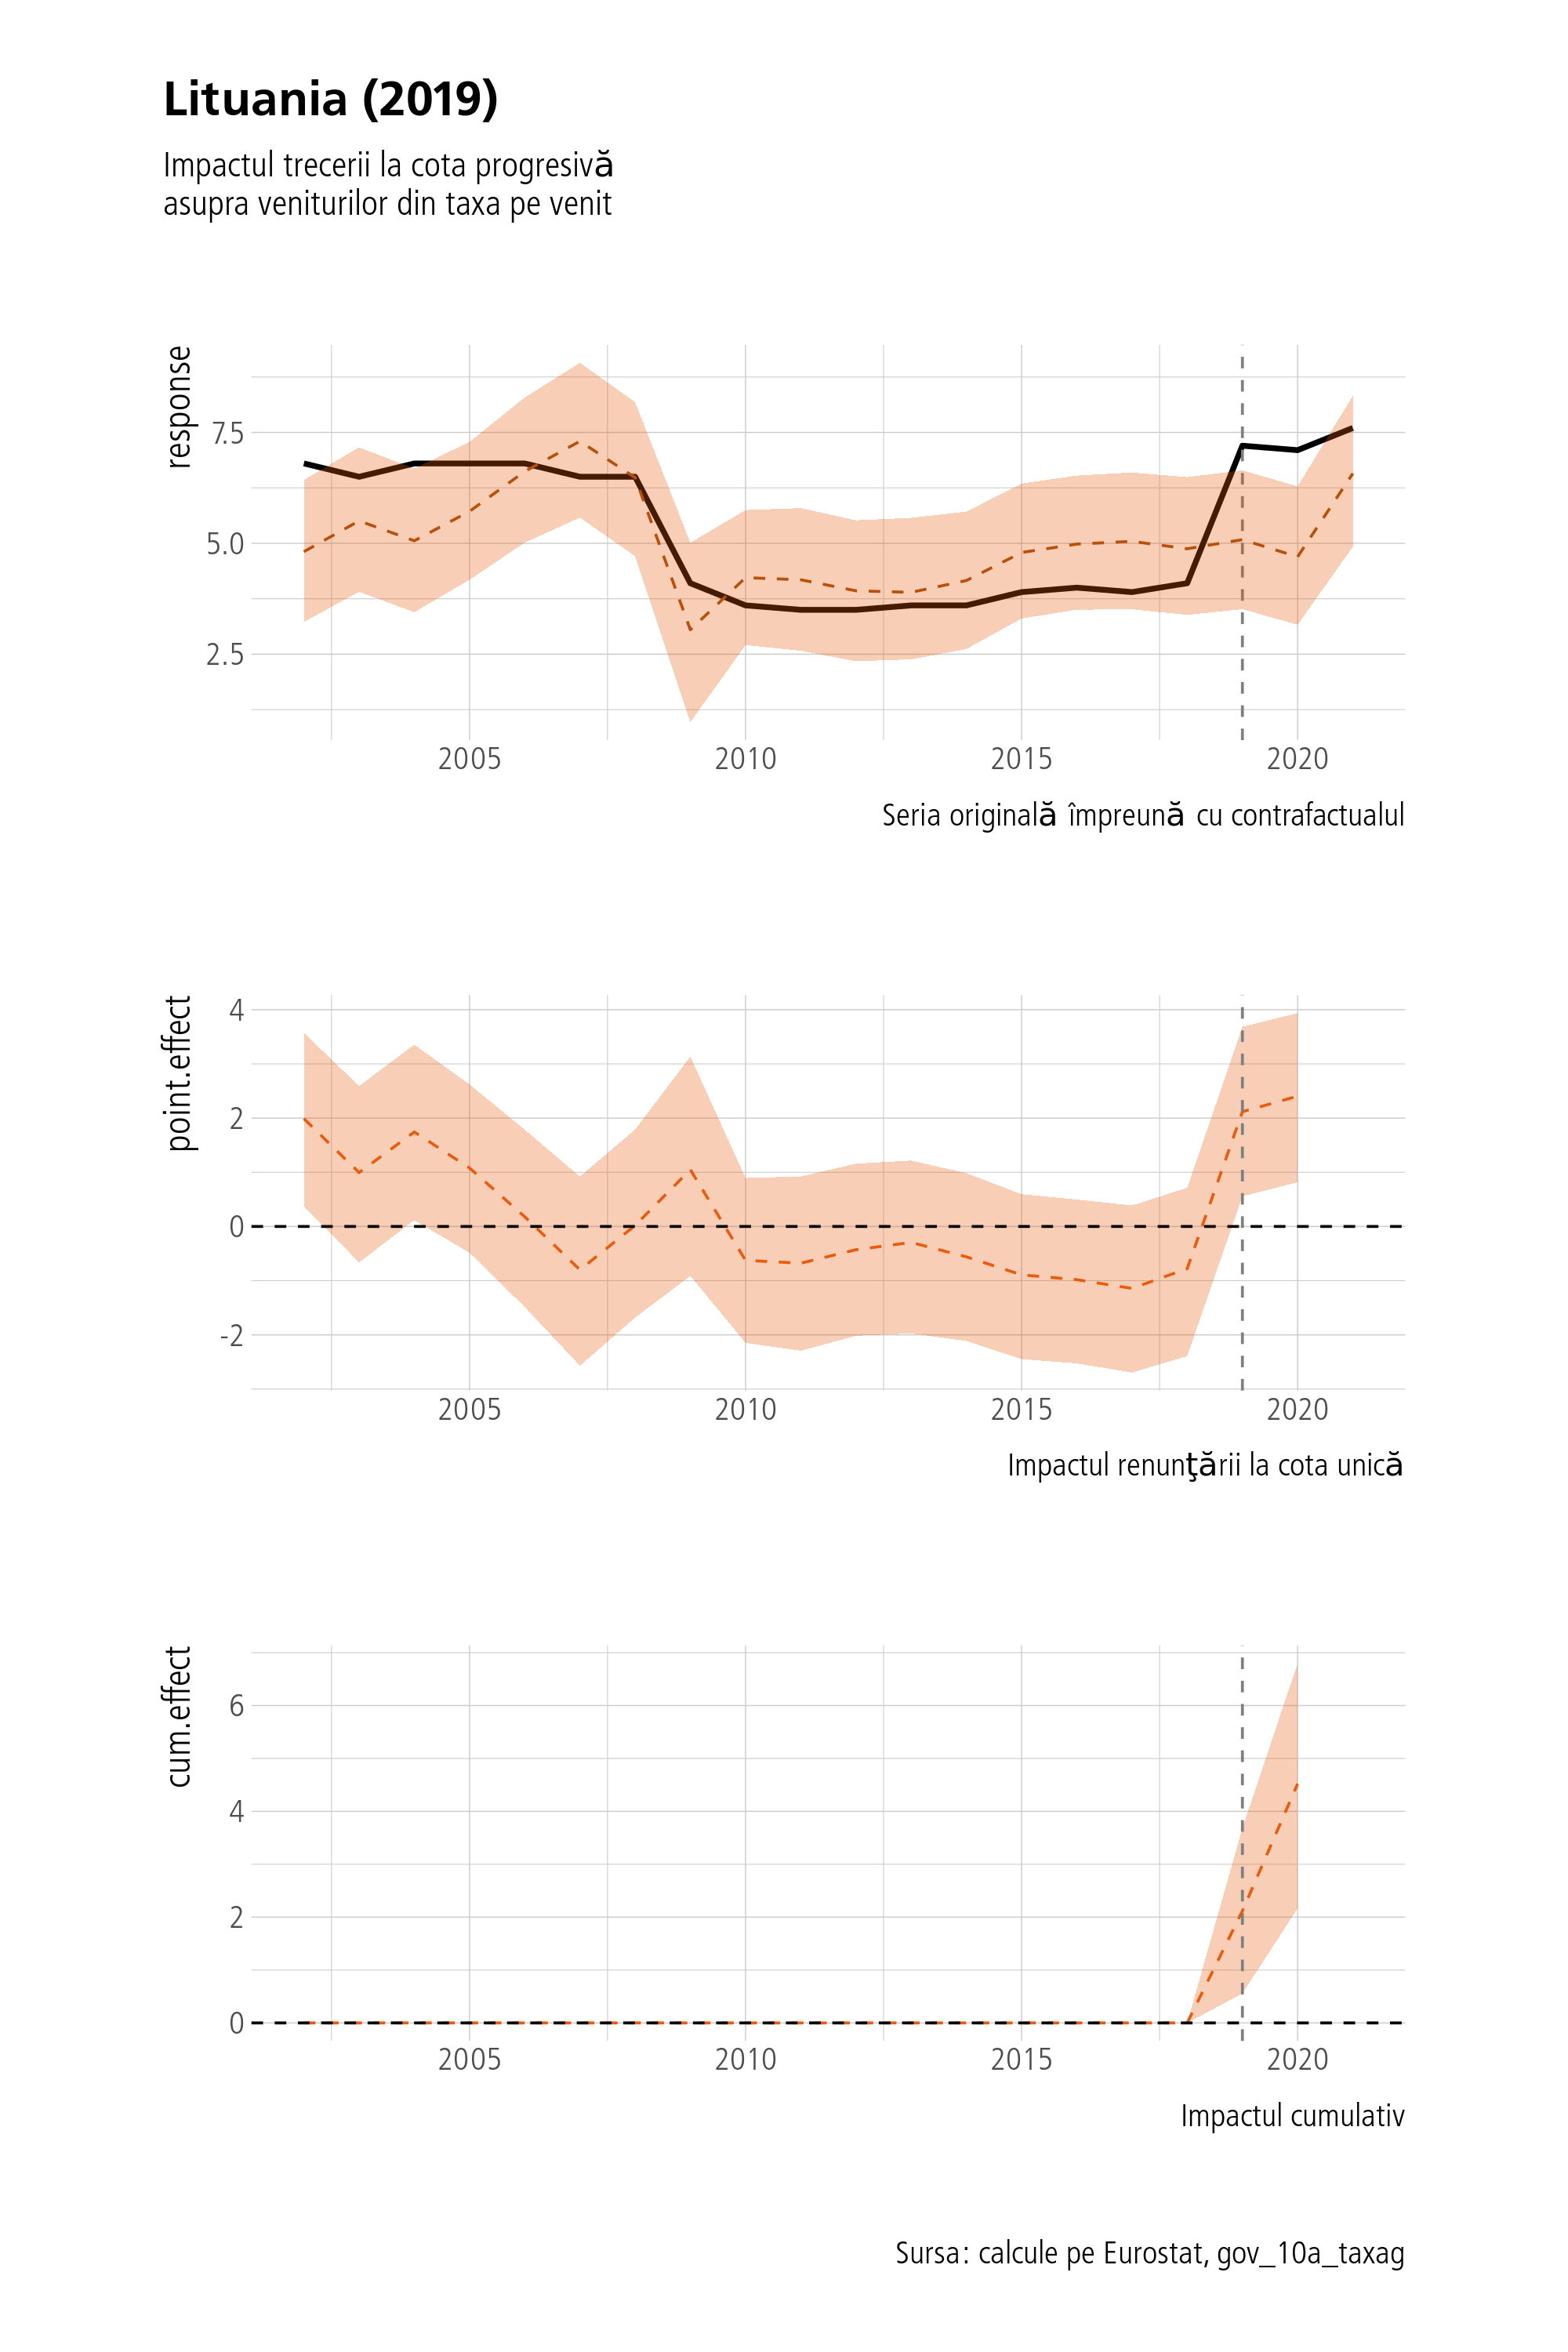 Lituania (2019)
Impactul trecerii la cota progresivă
asupra veniturilor din taxa pe venit
response
7.5
5.0
2.5
2005 2010 2015 2020
Seria originală împreună cu contrafactualul
point.effect
4
2
0
-2
2005 2010 2015 2020
Impactul renunţării la cota unică
cum.effect
6
4
2
0
2005 2010 2015 2020
Impactul cumulativ
Sursa: calcule pe Eurostat, gov_10a_taxag